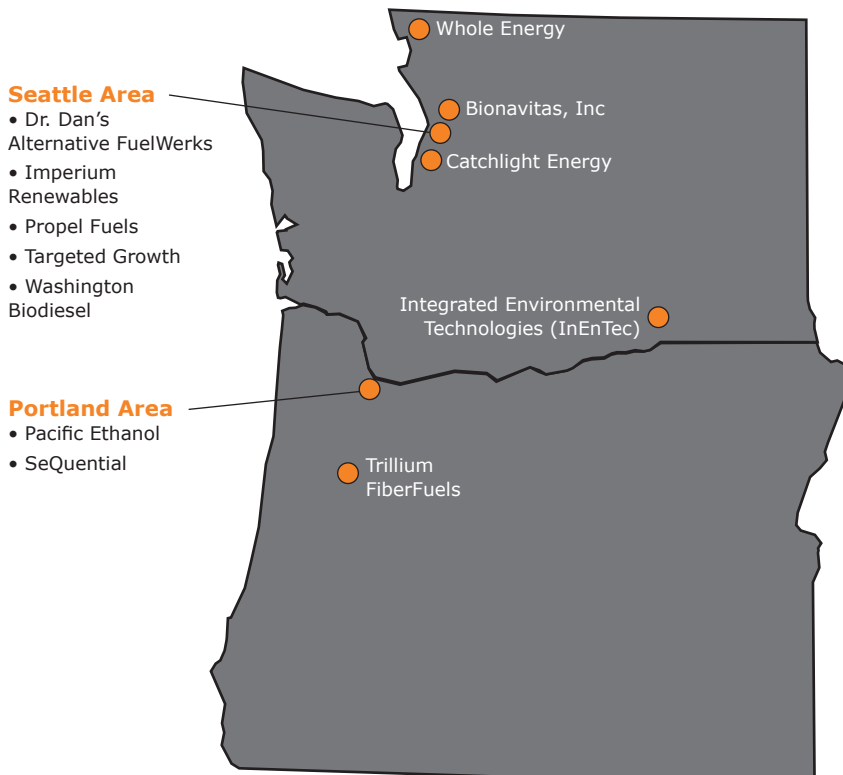 Whole Energy
Seattle Area
• Dr. Dan’s
Alternative FuelWerks
• Imperium
Renewables
• Propel Fuels
• Targeted Growth
• Washington
Biodiesel
Bionavitas, Inc
Catchlight Energy
Integrated Environmental
Technologies (InEnTec)
Portland Area
• Pacific Ethanol
• SeQuential
Trillium
FiberFuels